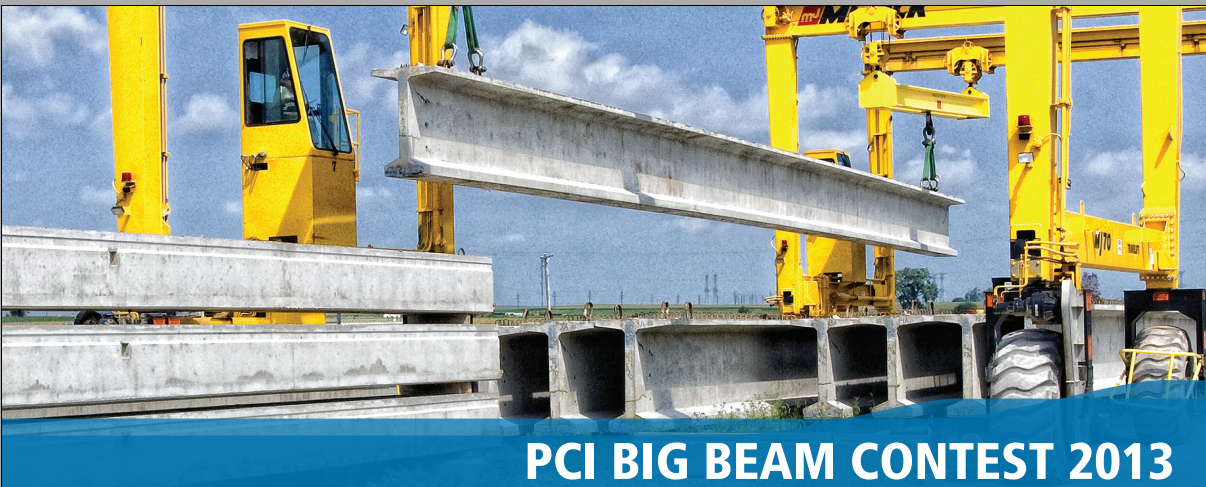 PCI BIG BEAM CONTEST 2013